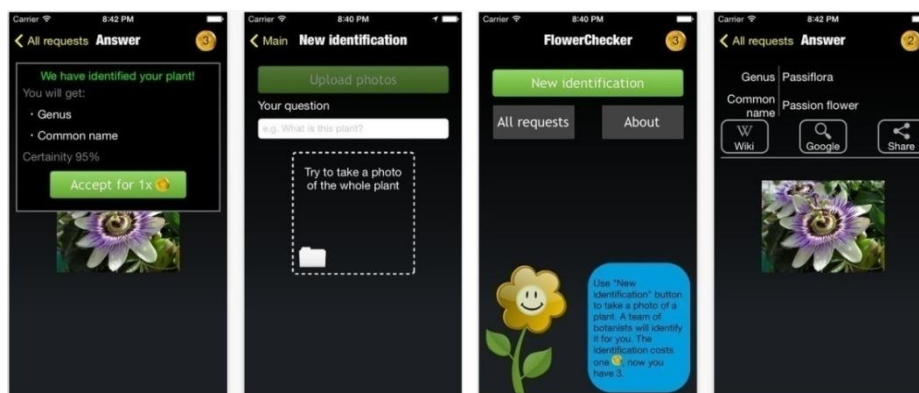 Carrier 8:42 PM
All requests Answer 3
We have identified your plant!
You will get:
· Genus
· Common name
Certainity 95%
Accept for 1x
Carrier 8:40 PM
Main New identification
Upload photos
Your question
e.g. What is this plant?
Try to take a photo
of the whole plant
Carrier 8:40 PM
FlowerChecker 3
New identification
All requests About
Use "New
identification" button
to take a photo of a
plant. A team of
botanists will identify
it for you. The
identification costs
one , now you
have 3.
Carrier 8:42 PM
All requests Answer 2
Genus Passiflora
Common
name Passion flower
W
Wiki Google Share